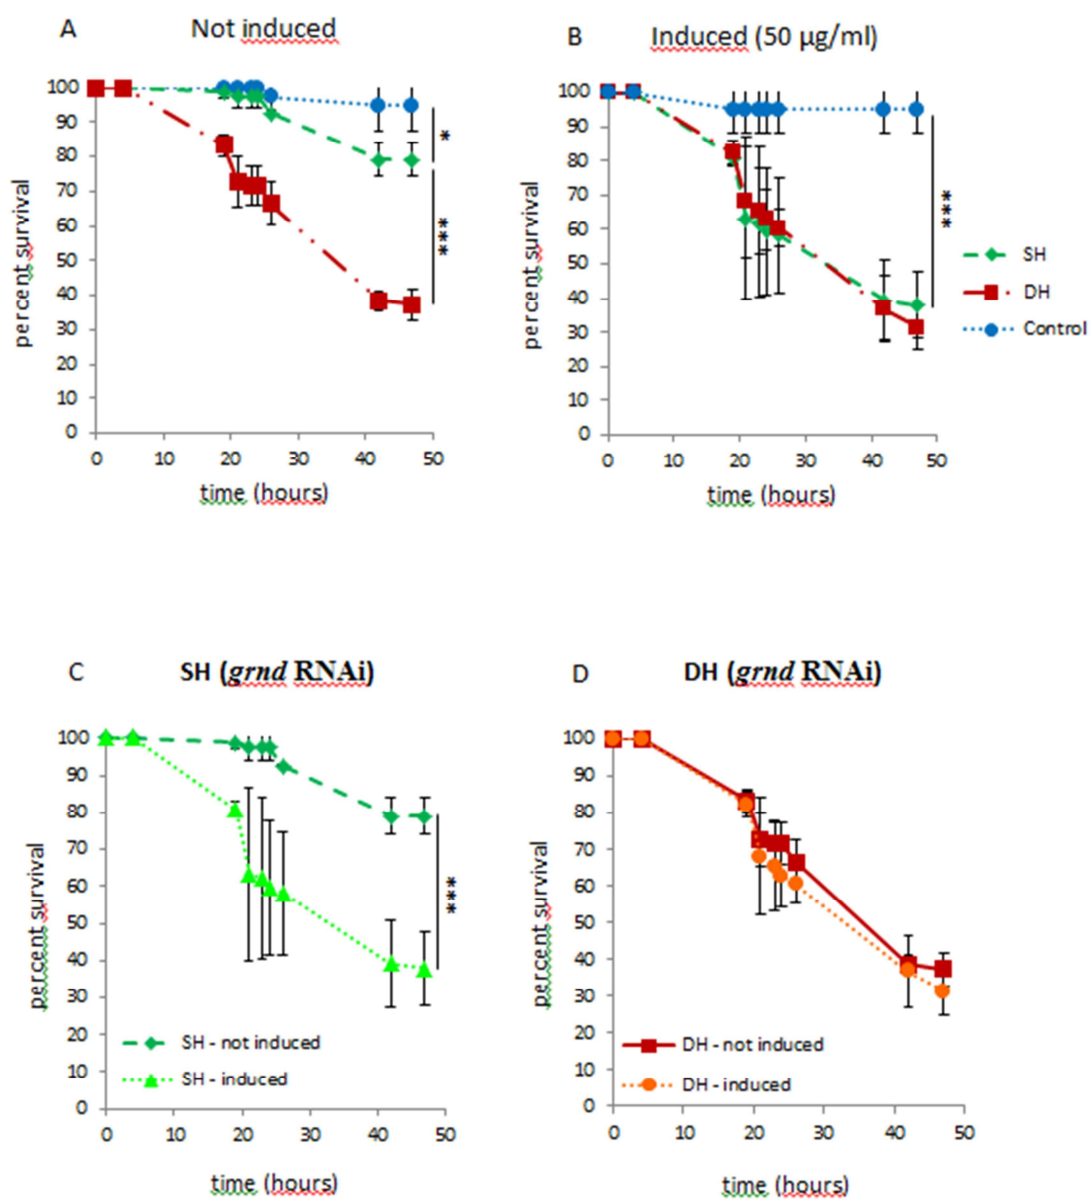 A Not induced
100
90
80
70
60
50
40
30
20
10
0
percent survival
*
***
0 10 20 30 40 50
time (hours)
B Induced (50 µg/ml)
100
90
80
70
60
50
40
30
20
10
0
percent survival
***
0 10 20 30 40 50
time (hours)
SH
DH
Control
C SH (grnd RNAi)
100
90
80
70
60
50
40
30
20
10
0
percent survival
***
SH - not induced
SH - induced
0 10 20 30 40 50
time (hours)
D DH (grnd RNAi)
100
90
80
70
60
50
40
30
20
10
0
percent survival
DH - not induced
DH - induced
0 10 20 30 40 50
time (hours)